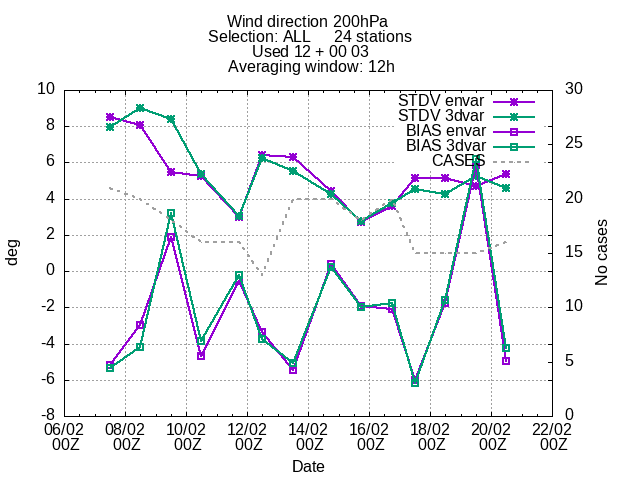 Wind direction 200hPa
Selection: ALL 24 stations
Used 12 + 00 03
Averaging window: 12h
STDV envar
STDV 3dvar
BIAS envar
BIAS 3dvar
CASES
10
8
6
4
2
0
-2
-4
-6
-8
deg
30
25
20
15
10
5
0
No cases
06/02 08/02 10/02 12/02 14/02 16/02 18/02 20/02 22/02
00Z 00Z 00Z 00Z 00Z 00Z 00Z 00Z 00Z
Date